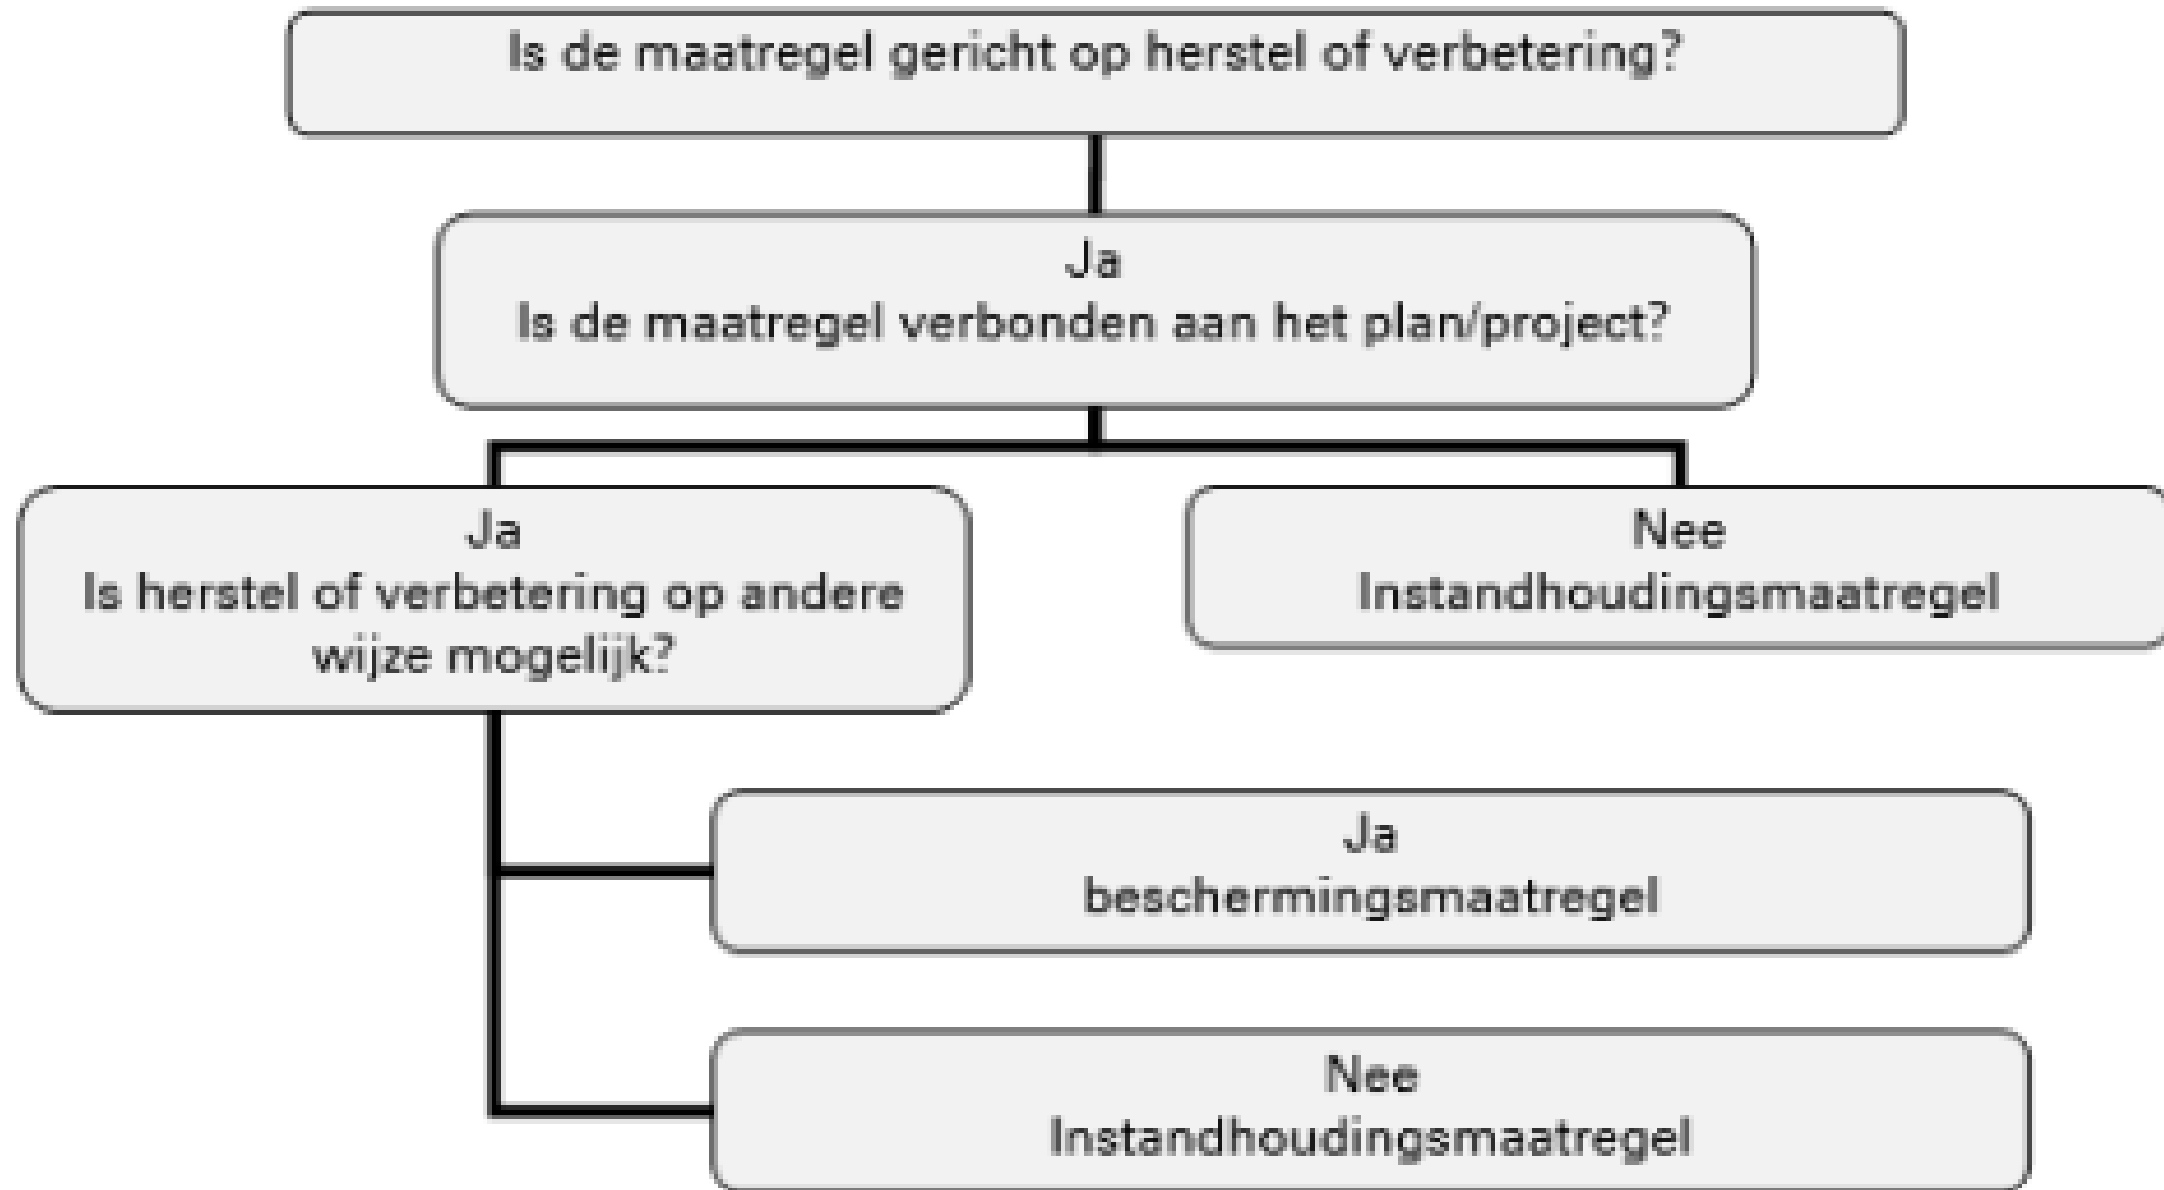 Is de maatregel gericht op herstel of verbetering?
Ja
Is de maatregel verbonden aan het plan/project?
Ja
Is herstel of verbetering op andere
wijze mogelijk?
Nee
Instandhoudingsmaatregel
Ja
beschermingsmaatregel
Nee
Instandhoudingsmaatregel